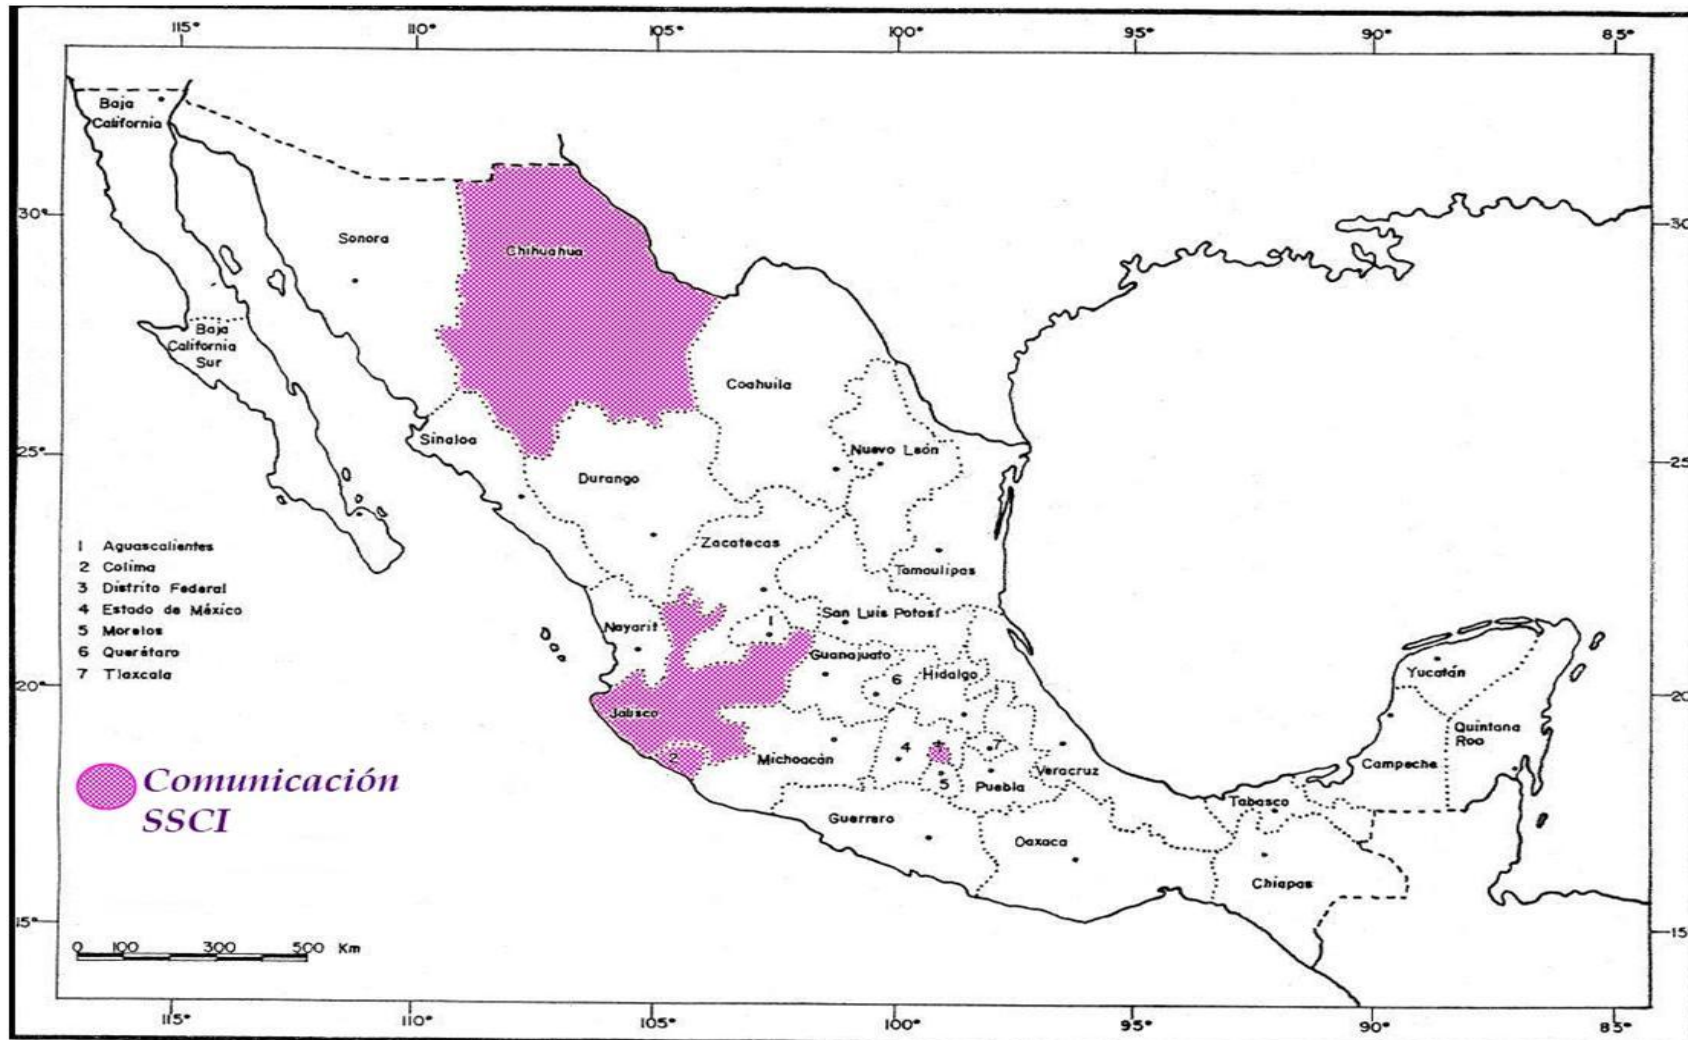 115°
110°
105°
100°
95°
90°
85°
Baja
California
30°
30
Sonora
Chihuahua
Baja
California
Sur
Coahuila
Sinaloa
Nuevo León
25°
25
Durango
Zacatecas
Tamaulipas
1 Aguascalientes
2 Colima
3 Distrito Federal
4 Estado de México
5 Morelos
6 Querétaro
7 Tlaxcala
San Luis Potosí
Nayarit
1
Guanajuato
Hidalgo
6
Yucatán
20°
20
Jalisco
Quintana
Roo
2
Michoacán
4
7
Campeche
Veracruz
5
Puebla
Tabasco
Comunicación
SSCI
Guerrero
Oaxaca
Chiapas
15°
15
0 100 300 500 Km
115°
110°
105°
100°
95°
90°
85°